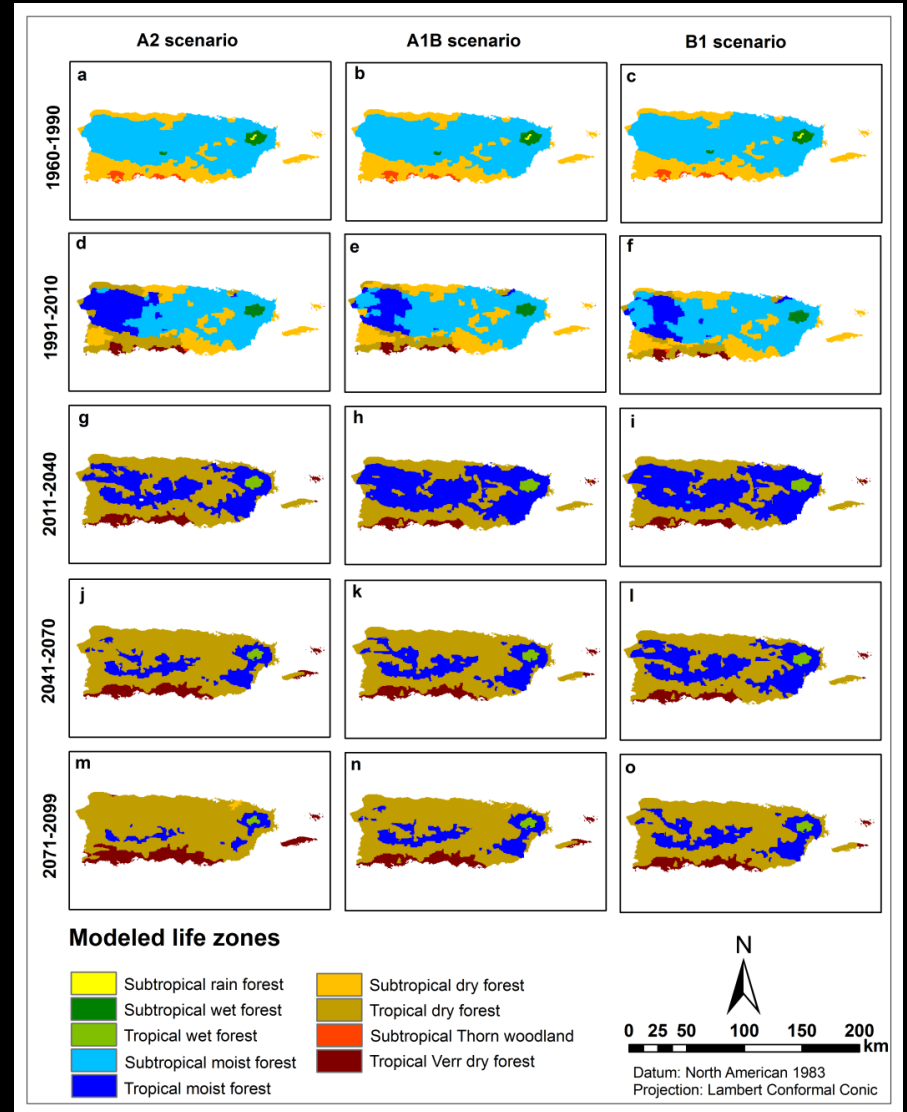 A2 scenario
A1B scenario
B1 scenario
1960-1990
a
b
c
1991-2010
d
e
f
2011-2040
g
h
i
2041-2070
j
k
l
2071-2099
m
n
o
Modeled life zones
Subtropical rain forest
Subtropical wet forest
Tropical wet forest
Subtropical moist forest
Tropical moist forest
Subtropical dry forest
Tropical dry forest
Subtropical Thorn woodland
Tropical Verr dry forest
N
0 25 50 100 150 200
km
Datum: North American 1983
Projection: Lambert Conformal Conic